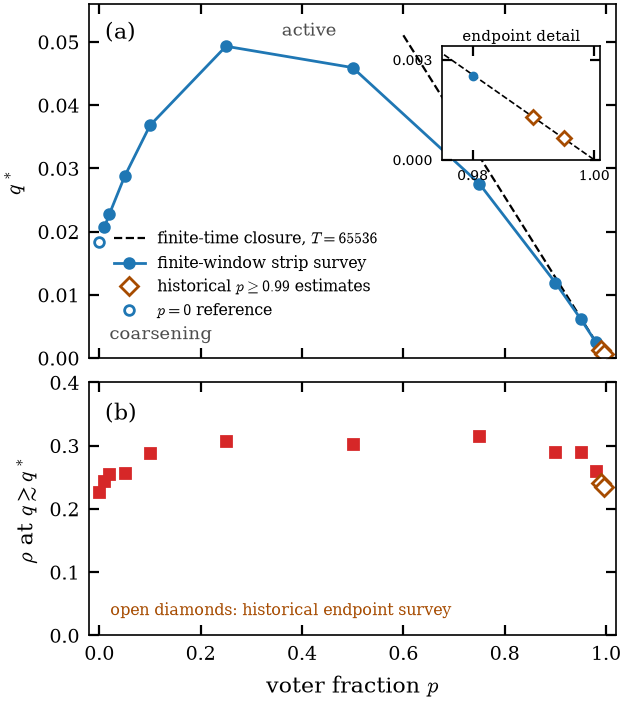 (a)
active
endpoint detail
0.003
0.000
0.98
1.00
0.05
0.04
0.03
0.02
0.01
0.00
q*
finite-time closure, T = 65536
finite-window strip survey
historical p ≥ 0.99 estimates
p = 0 reference
coarsening
(b)
0.4
0.3
0.2
0.1
0.0
ρ at q ≳ q*
open diamonds: historical endpoint survey
0.0 0.2 0.4 0.6 0.8 1.0
voter fraction p